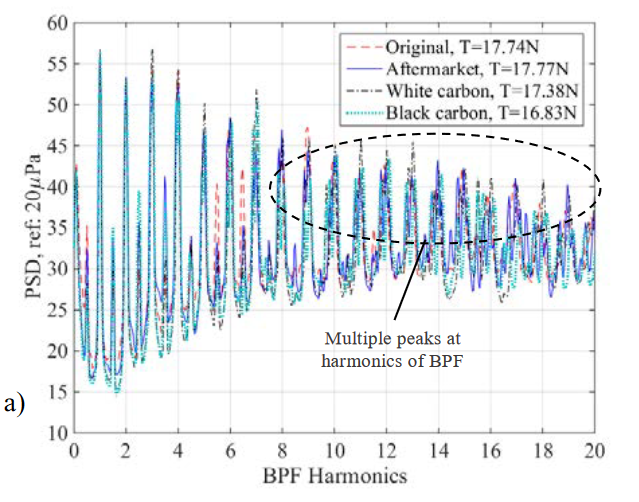 60
55
50
45
40
35
30
25
20
15
10
PSD, ref: 20μPa
Original, T=17.74N
Aftermarket, T=17.77N
White carbon, T=17.38N
Black carbon, T=16.83N
Multiple peaks at
harmonics of BPF
a)
0 2 4 6 8 10 12 14 16 18 20
BPF Harmonics